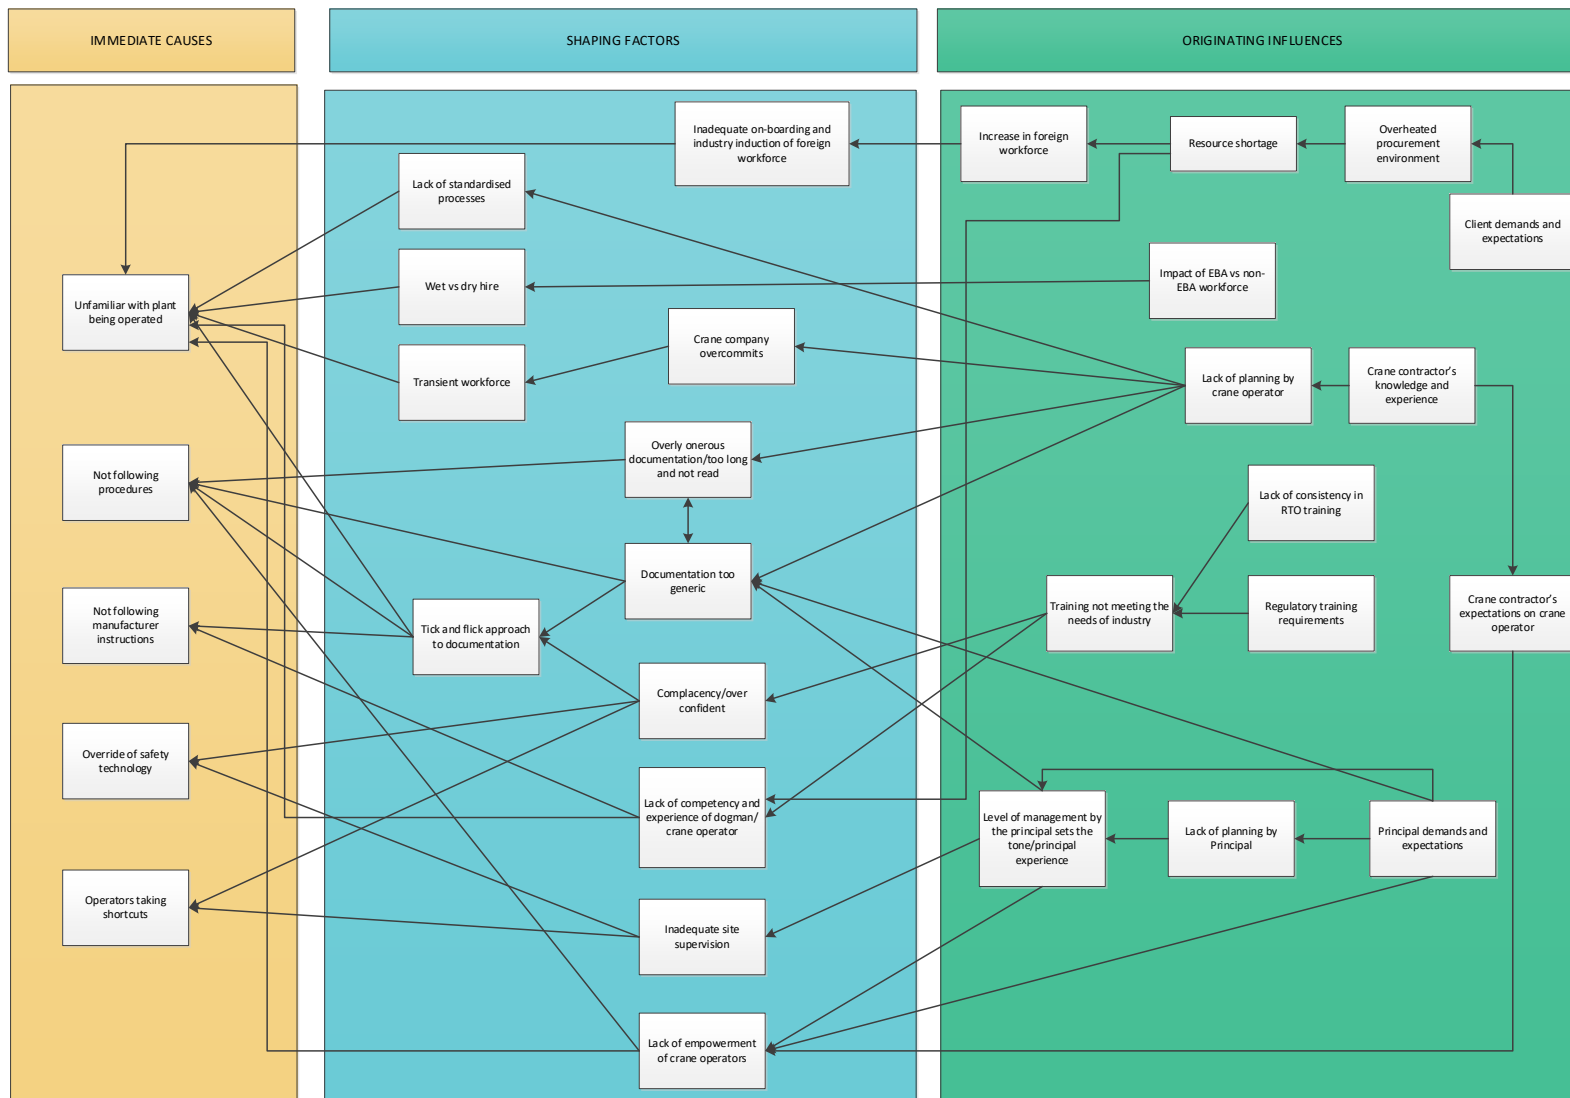 IMMEDIATE CAUSES
SHAPING FACTORS
ORIGINATING INFLUENCES
Inadequate on-boarding and
industry induction of foreign
workforce
Increase in foreign
workforce
Resource shortage
Overheated
procurement
environment
Lack of standardised
processes
Client demands and
expectations
Unfamiliar with plant
being operated
Wet vs dry hire
Impact of EBA vs non-
EBA workforce
Transient workforce
Crane company
overcommits
Lack of planning by
crane operator
Crane contractor's
knowledge and
experience
Not following
procedures
Overly onerous
documentation/too long
and not read
Lack of consistency in
RTO training
Documentation too
generic
Not following
manufacturer
instructions
Tick and flick approach
to documentation
Training not meeting the
needs of industry
Regulatory training
requirements
Crane contractor's
expectations on crane
operator
Complacency/over
confident
Override of safety
technology
Lack of competency and
experience of dogman/
crane operator
Level of management by
the principal sets the
tone/principal
experience
Lack of planning by
Principal
Principal demands and
expectations
Operators taking
shortcuts
Inadequate site
supervision
Lack of empowerment
of crane operators